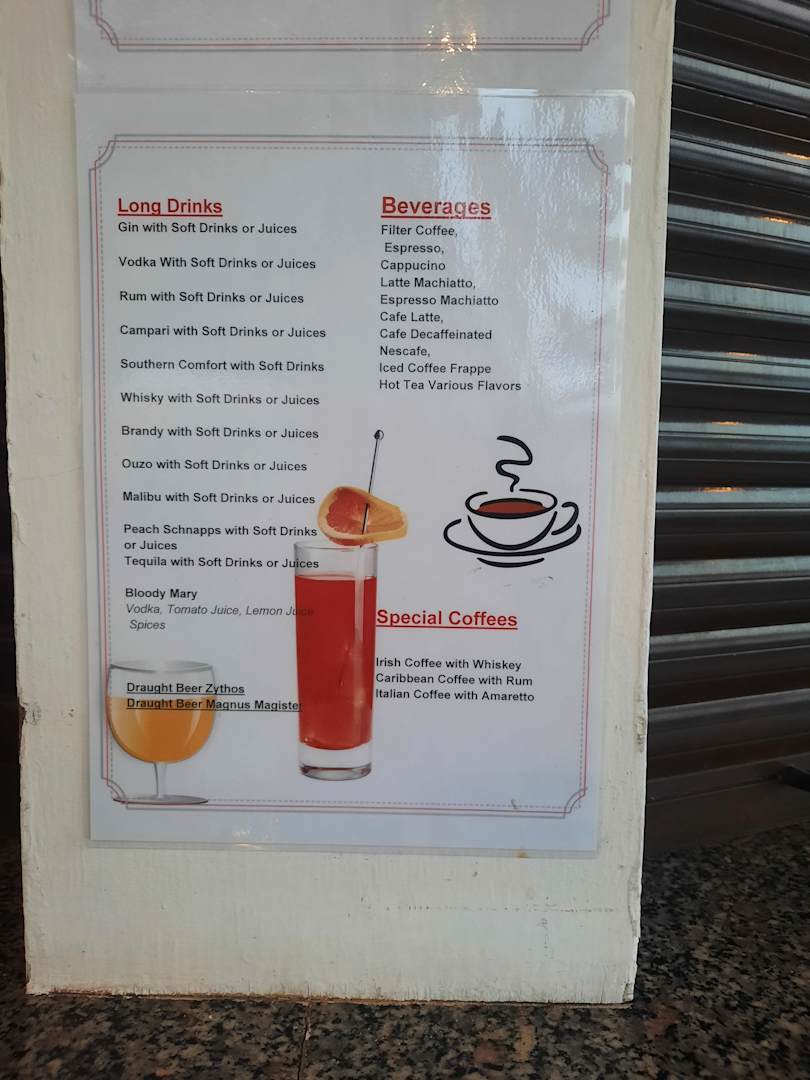 Long Drinks
Gin with Soft Drinks or Juices
Vodka With Soft Drinks or Juices
Rum with Soft Drinks or Juices
Campari with Soft Drinks or Juices
Southern Comfort with Soft Drinks
Whisky with Soft Drinks or Juices
Brandy with Soft Drinks or Juices
Ouzo with Soft Drinks or Juices
Malibu with Soft Drinks or Juices
Peach Schnapps with Soft Drinks
or Juices
Tequila with Soft Drinks or Juices
Bloody Mary
Vodka, Tomato Juice, Lemon Juice
Spices
Draught Beer Zythos
Draught Beer Magnus Magister
Beverages
Filter Coffee,
Espresso,
Cappucino
Latte Machiatto,
Espresso Machiatto
Cafe Latte,
Cafe Decaffeinated
Nescafe,
Iced Coffee Frappe
Hot Tea Various Flavors
Special Coffees
Irish Coffee with Whiskey
Caribbean Coffee with Rum
Italian Coffee with Amaretto